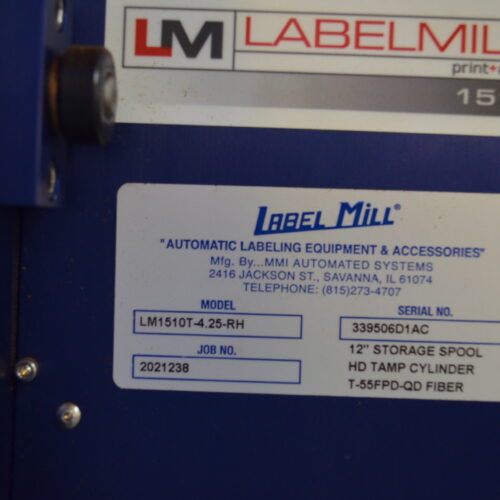 LM LABELMIL
print+
15
LABEL MILL®
"AUTOMATIC LABELING EQUIPMENT & ACCESSORIES"
Mfg. By...MMI AUTOMATED SYSTEMS
2416 JACKSON ST., SAVANNA, IL 61074
TELEPHONE: (815)273-4707
MODEL SERIAL NO.
LM1510T-4.25-RH 339506D1AC
JOB NO. 12" STORAGE SPOOL
2021238 HD TAMP CYLINDER
T-55FPD-QD FIBER